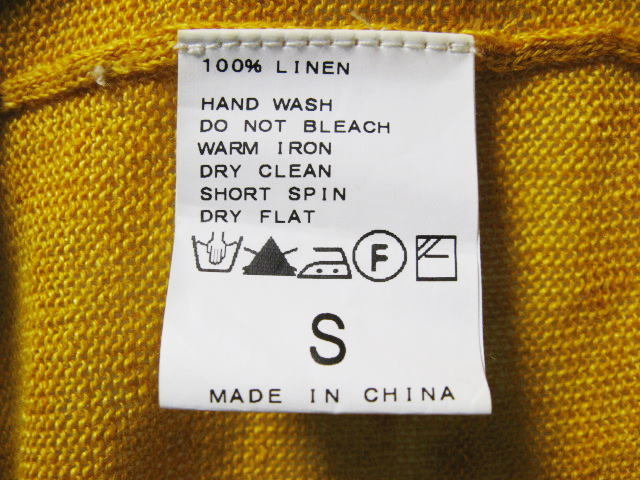 100% LINEN
HAND WASH
DO NOT BLEACH
WARM IRON
DRY CLEAN
SHORT SPIN
DRY FLAT
F
S
MADE IN CHINA